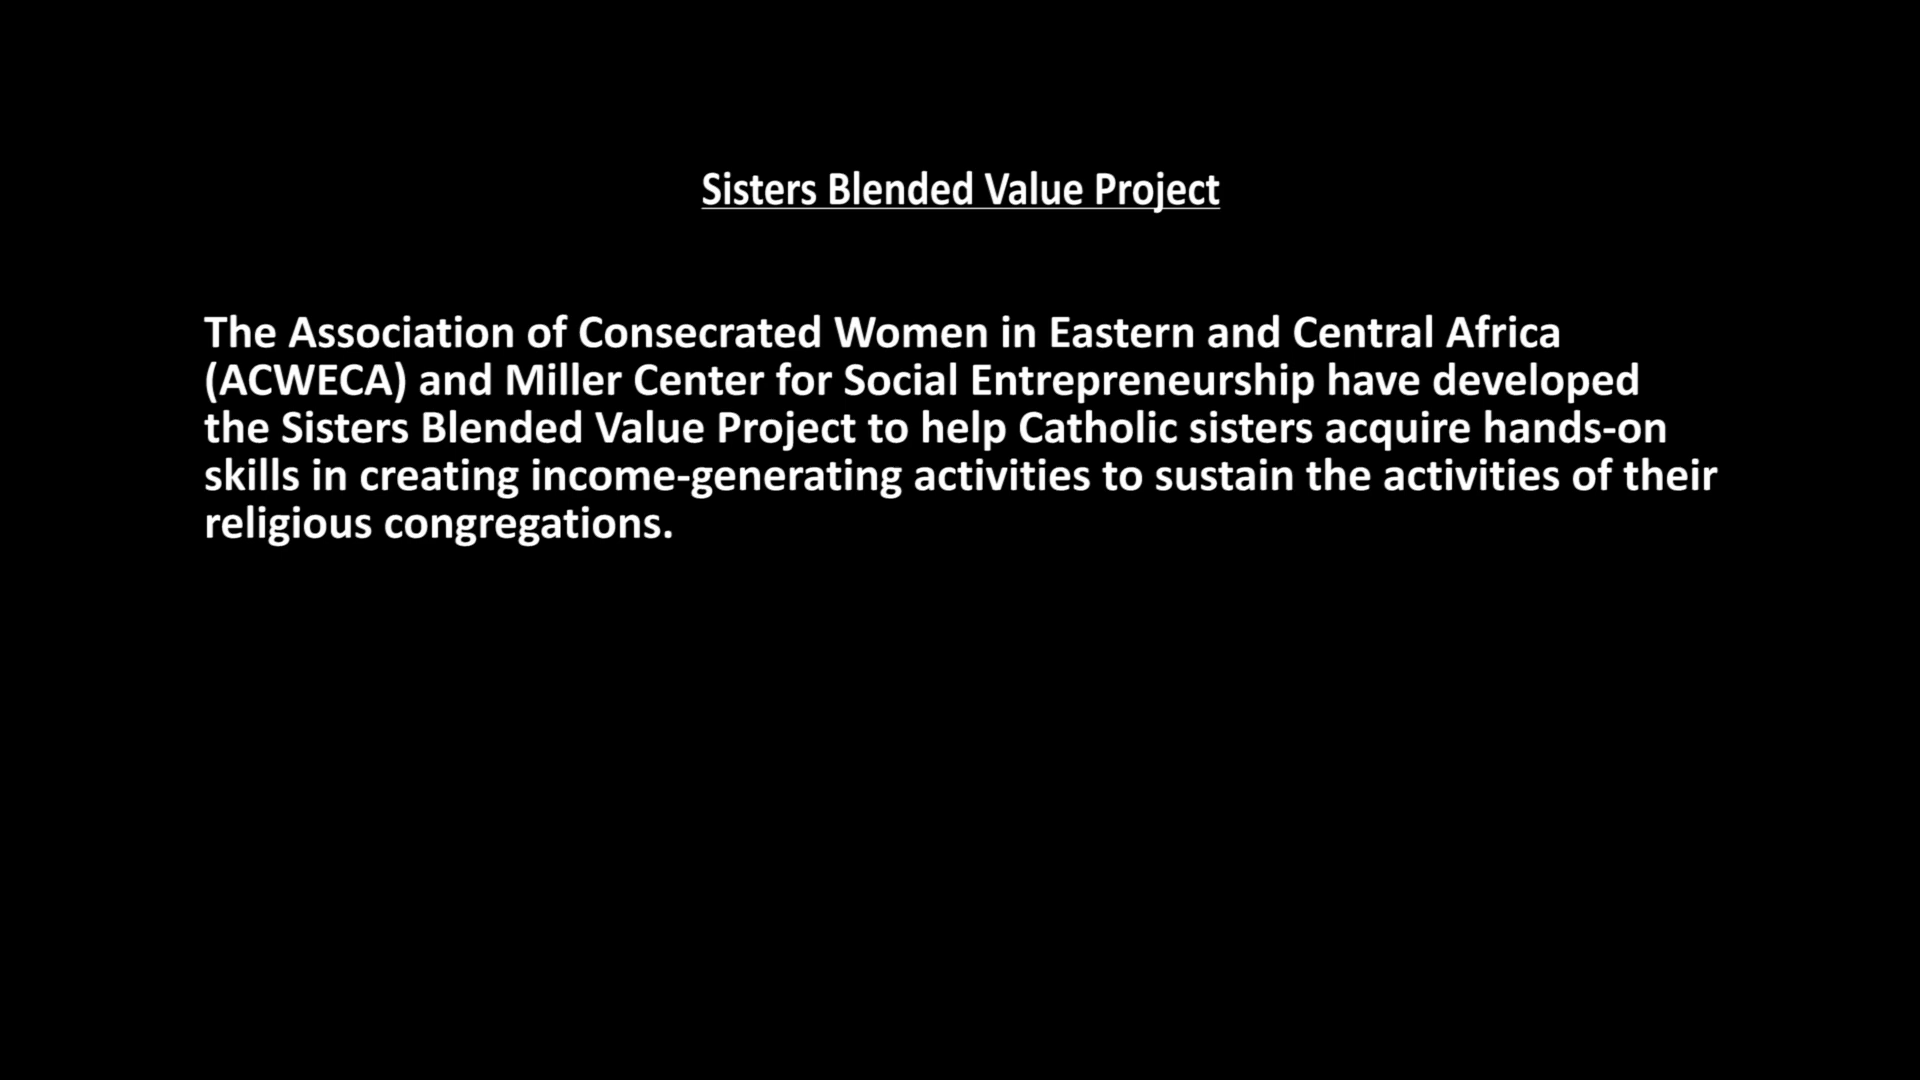 Sisters Blended Value Project
The Association of Consecrated Women in Eastern and Central Africa
(ACWECA) and Miller Center for Social Entrepreneurship have developed
the Sisters Blended Value Project to help Catholic sisters acquire hands-on
skills in creating income-generating activities to sustain the activities of their
religious congregations.